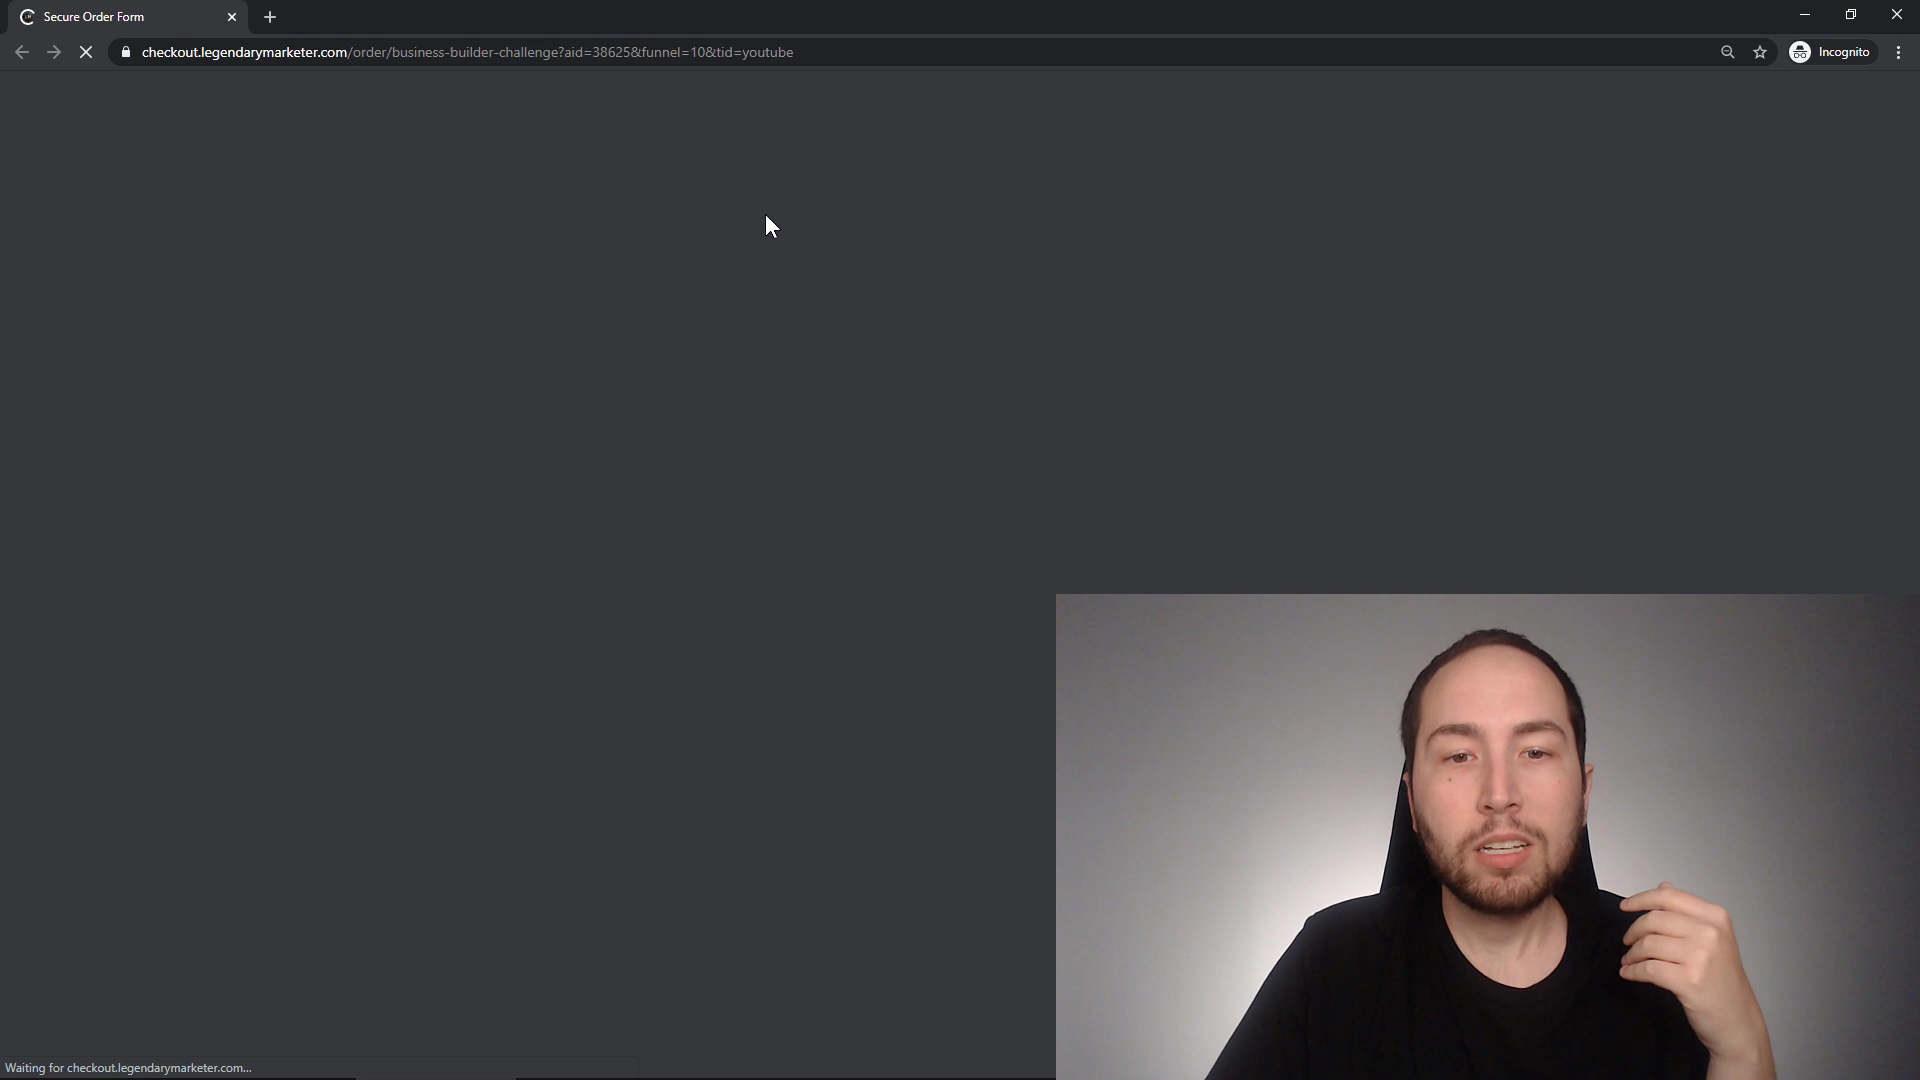 Secure Order Form
checkout.legendarymarketer.com/order/business-builder-challenge?aid=38625&funnel=10&tid=youtube
Incognito
Waiting for checkout.legendarymarketer.com...